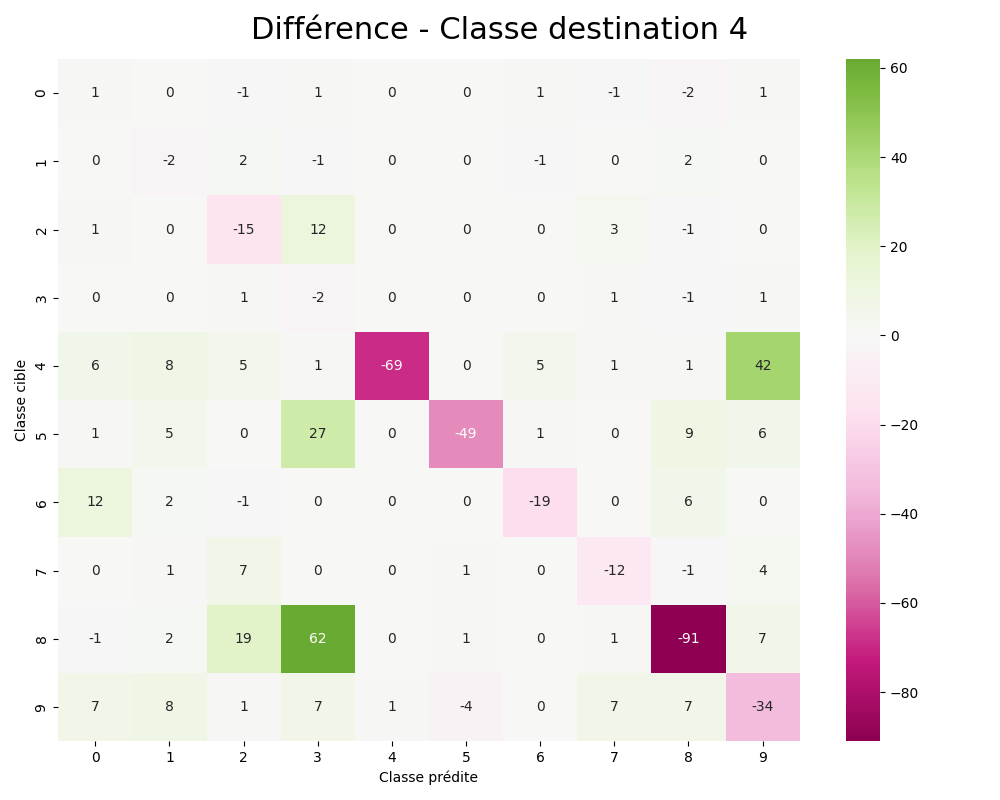 Différence - Classe destination 4
0 1 0 -1 1 0 0 1 -1 -2 1
1 0 -2 2 -1 0 0 -1 0 2 0
2 1 0 -15 12 0 0 0 3 -1 0
3 0 0 1 -2 0 0 0 1 -1 1
4 6 8 5 1 -69 0 5 1 1 42
5 1 5 0 27 0 -49 1 0 9 6
6 12 2 -1 0 0 0 -19 0 6 0
7 0 1 7 0 0 1 0 -12 -1 4
8 -1 2 19 62 0 1 0 1 -91 7
9 7 8 1 7 1 -4 0 7 7 -34
0 1 2 3 4 5 6 7 8 9
Classe prédite
Classe cible
60
40
20
0
−20
−40
−60
−80